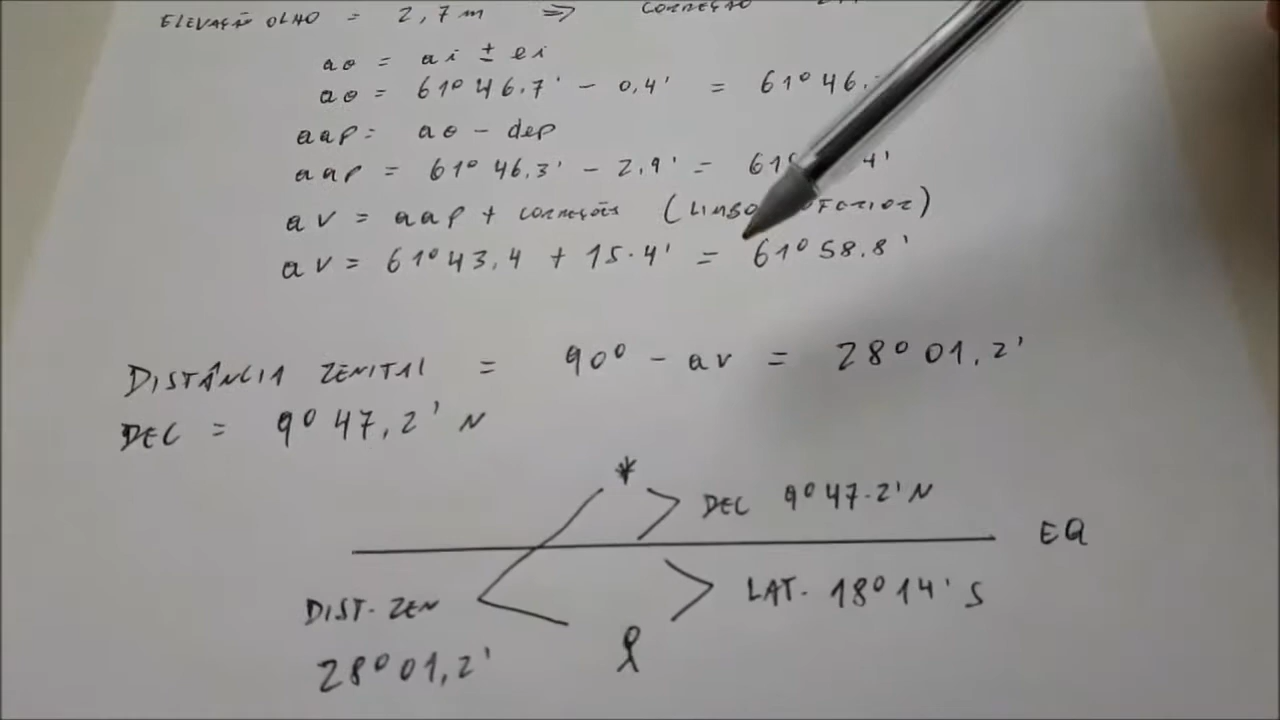 ELEVAÇÃO OLHO = 2,7m => CORREÇÃO
ao = ai ± ei
ao = 61° 46.7' - 0,4' = 61° 46.
aap = ao - dep
aap = 61° 46.3' - 2.9' = 4'
av = aap + correções
av = 61° 43,4 + 15.4' = 61° 58.8'
DISTÂNCIA ZENITAL = 90° - av = 28° 01,2'
DEC = 9° 47,2' N
DEC 9° 47.2' N
EQ
DIST. ZEN
LAT. 18° 14' S
28° 01,2'